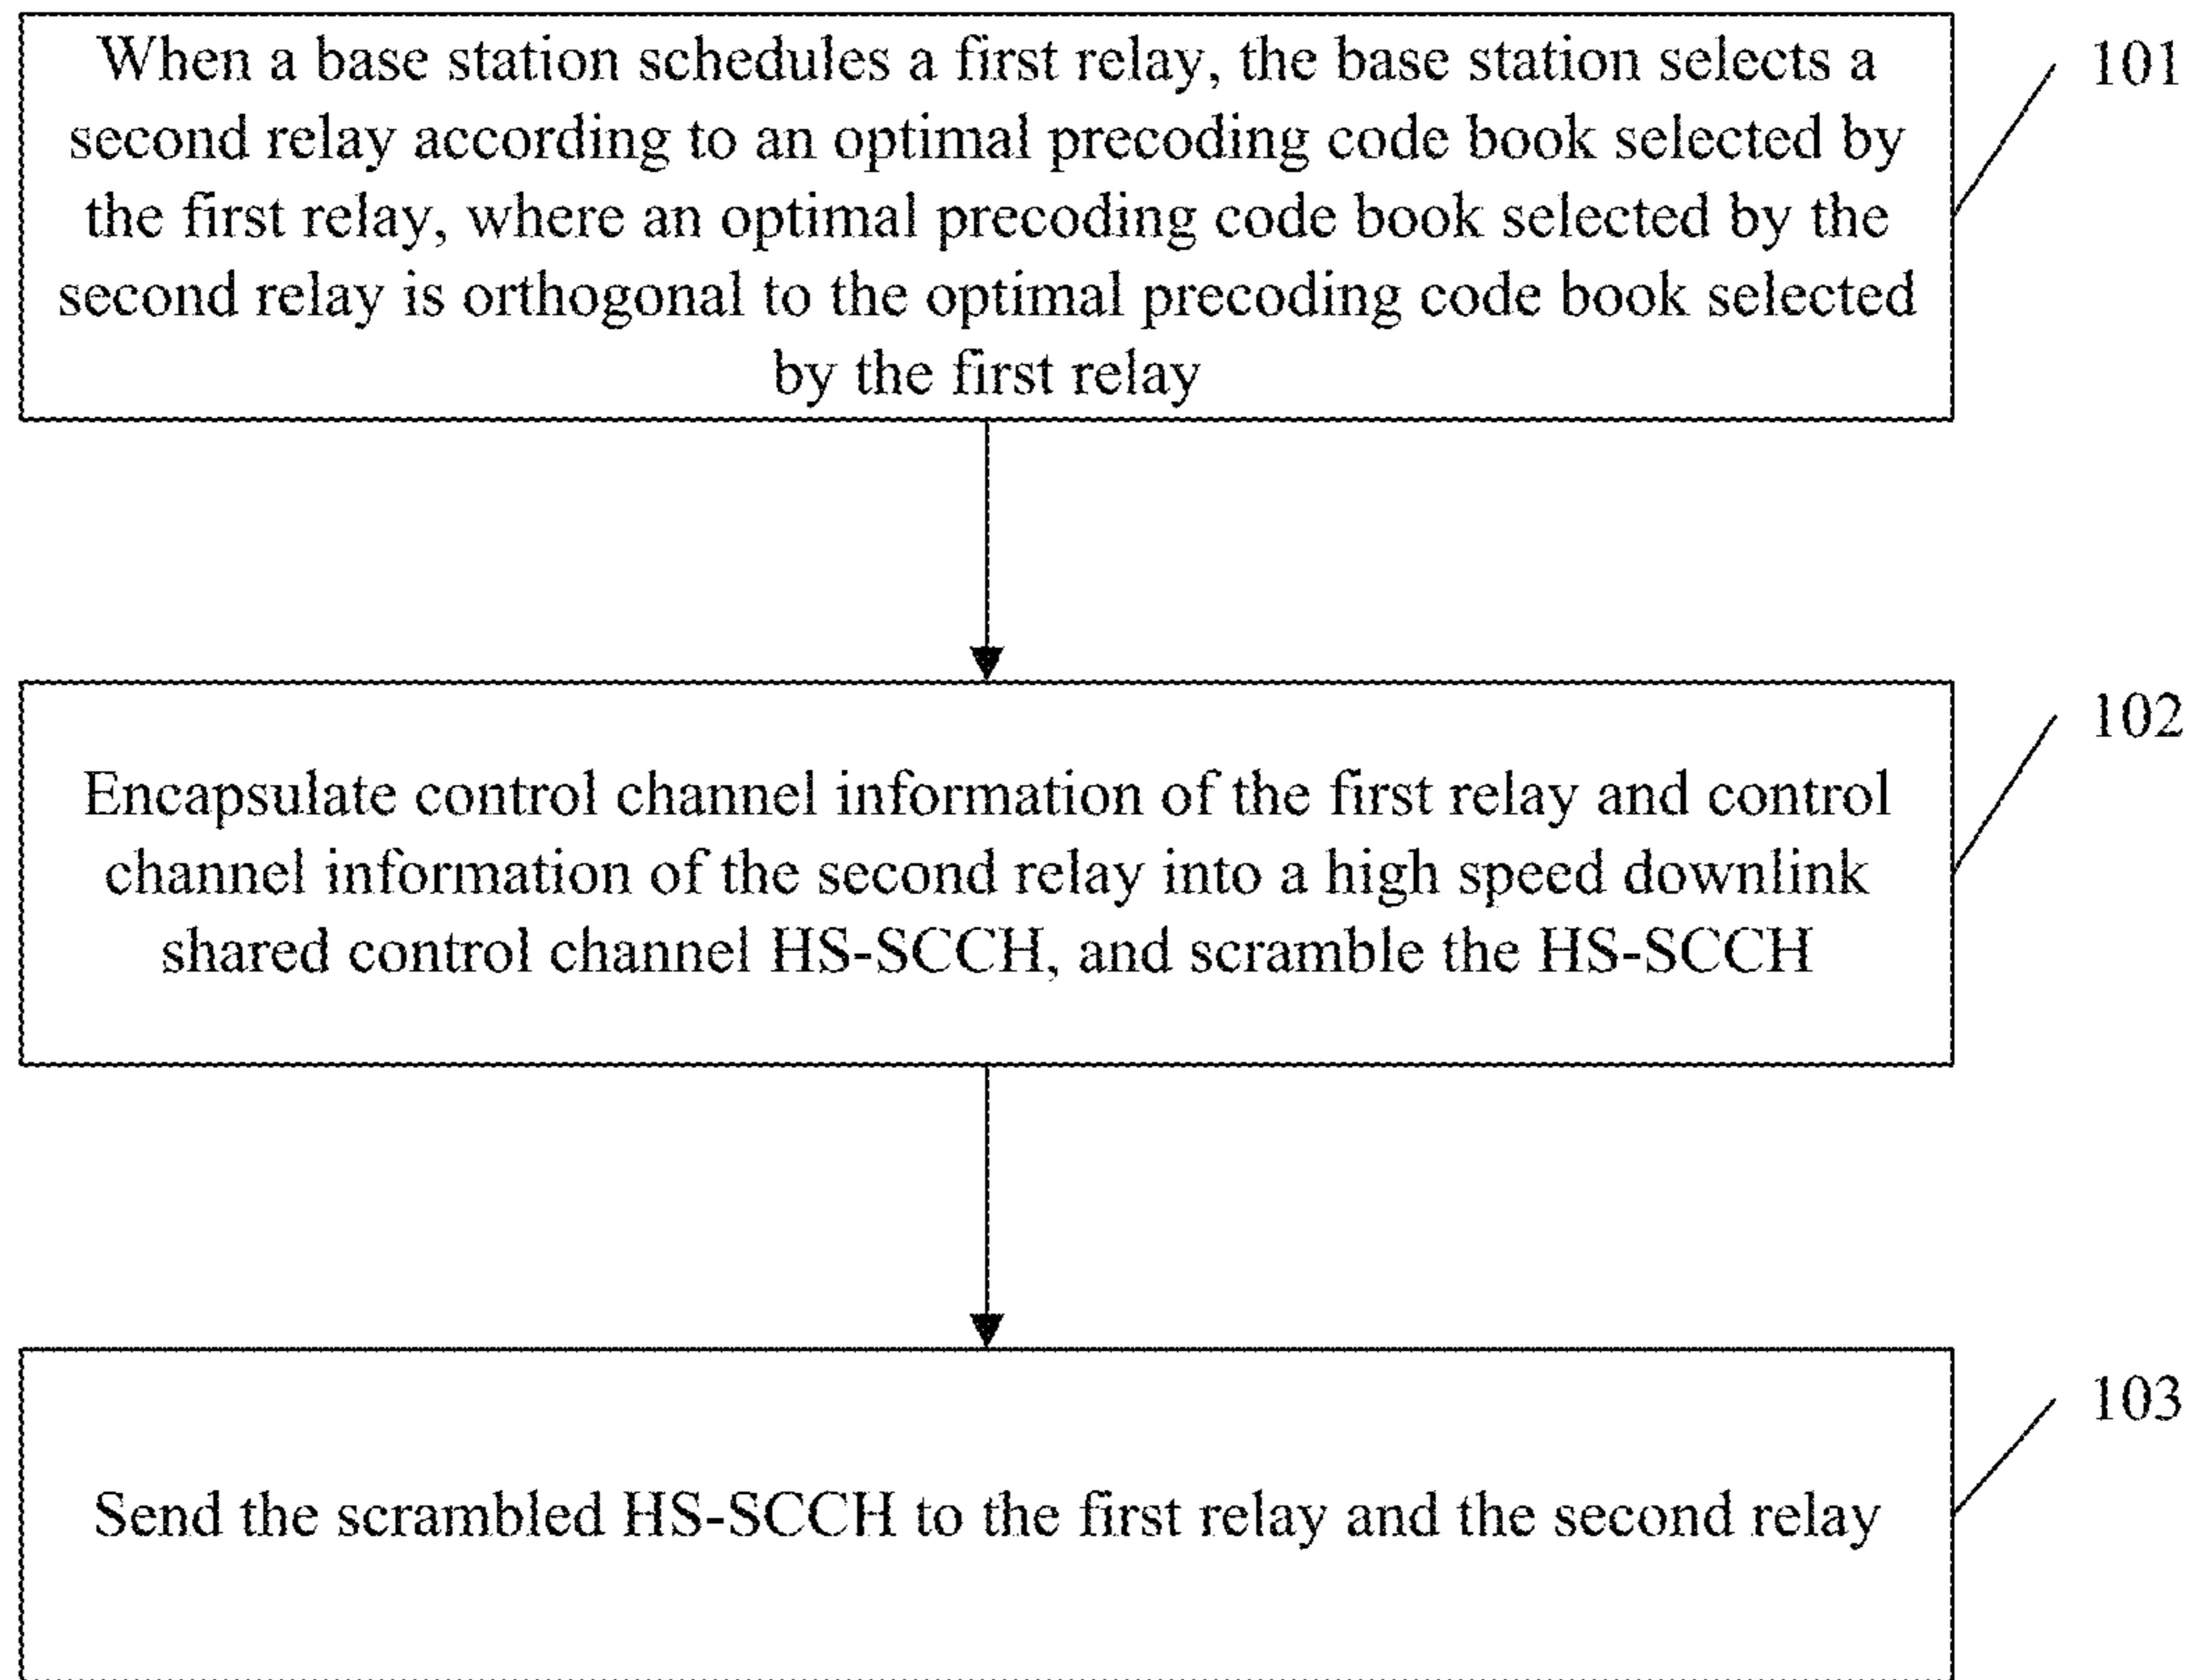 When a base station schedules a first relay, the base station selects a
second relay according to an optimal precoding code book selected by
the first relay, where an optimal precoding code book selected by the
second relay is orthogonal to the optimal precoding code book selected
by the first relay
101
Encapsulate control channel information of the first relay and control
channel information of the second relay into a high speed downlink
shared control channel HS-SCCH, and scramble the HS-SCCH
102
Send the scrambled HS-SCCH to the first relay and the second relay
103